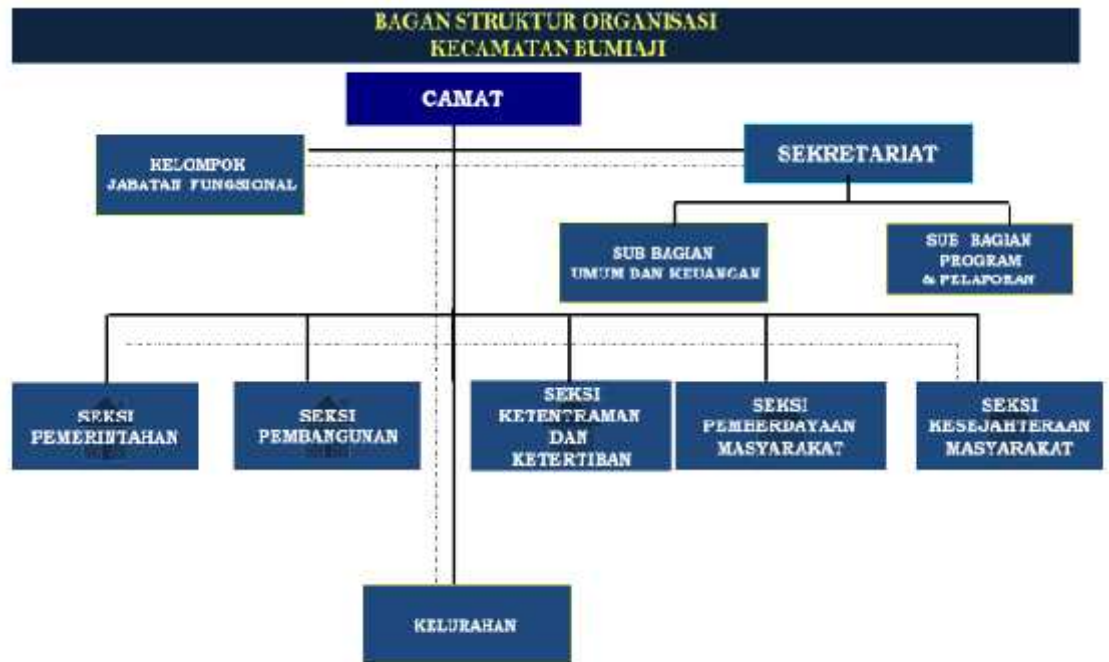 BAGAN STRUKTUR ORGANISASI
KECAMATAN BUMIAJI
CAMAT
KELOMPOK
JABATAN FUNGSIONAL
SEKRETARIAT
SUB BAGIAN
UMUM DAN KEUANGAN
SUB BAGIAN
PROGRAM
& PELAPORAN
SEKSI
PEMERINTAHAN
SEKSI
PEMBANGUNAN
SEKSI
KETENTRAMAN
DAN
KETERTIBAN
SEKSI
PEMBERDAYAAN
MASYARAKAT
SEKSI
KESEJAHTERAAN
MASYARAKAT
KELURAHAN